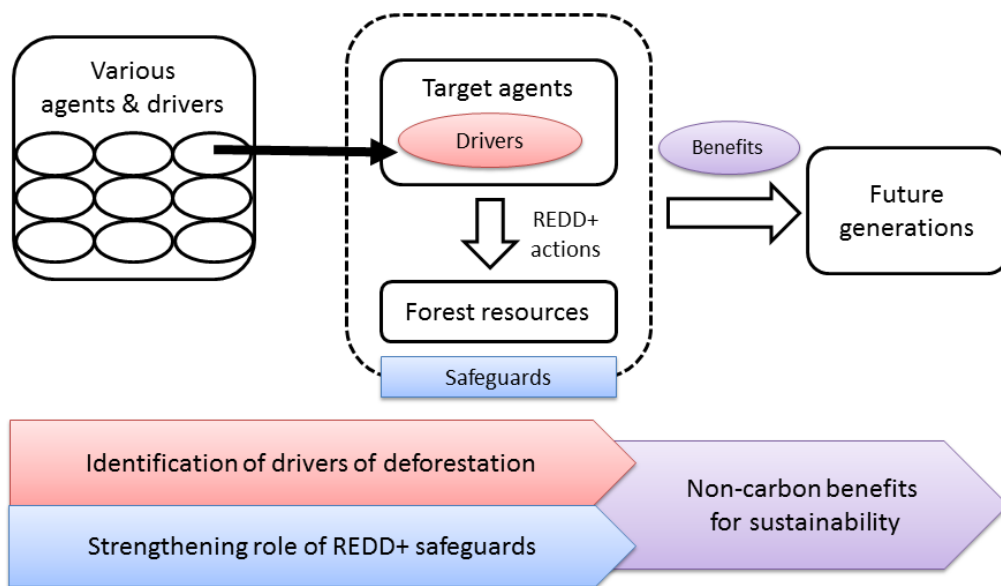 Various
agents & drivers
Target agents
Drivers
REDD+
actions
Forest resources
Safeguards
Benefits
Future
generations
Identification of drivers of deforestation
Strengthening role of REDD+ safeguards
Non-carbon benefits
for sustainability